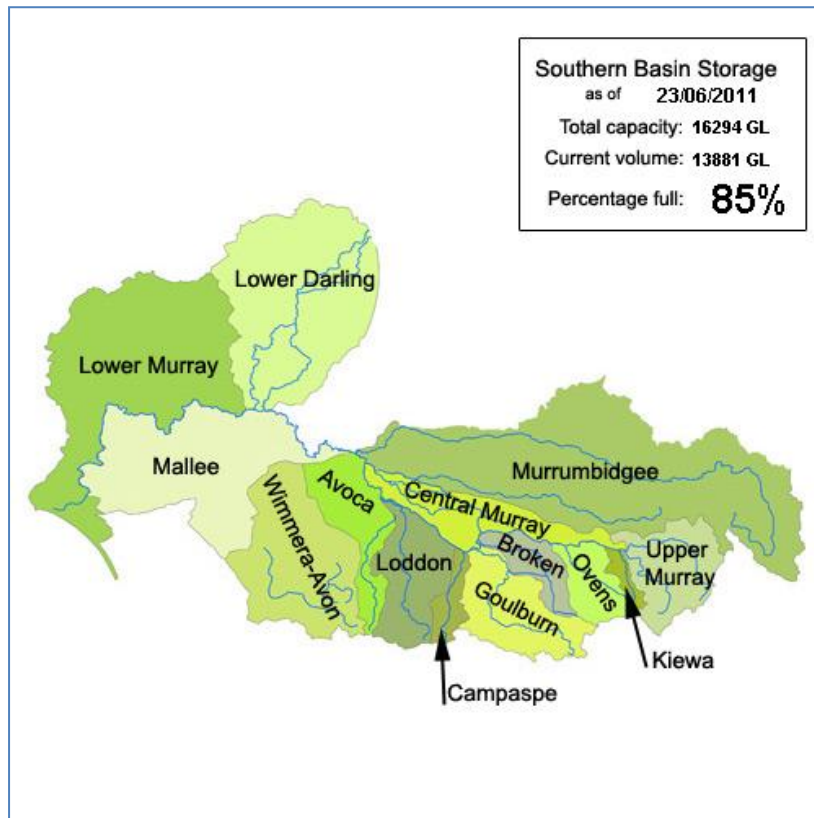 Southern Basin Storage
as of 23/06/2011
Total capacity: 16294 GL
Current volume: 13881 GL
Percentage full: 85%
Lower Darling
Lower Murray
Mallee
Murrumbidgee
Avoca
Central Murray
Wimmera-Avon
Loddon
Broken
Ovens
Upper
Murray
Goulburn
Kiewa
Campaspe